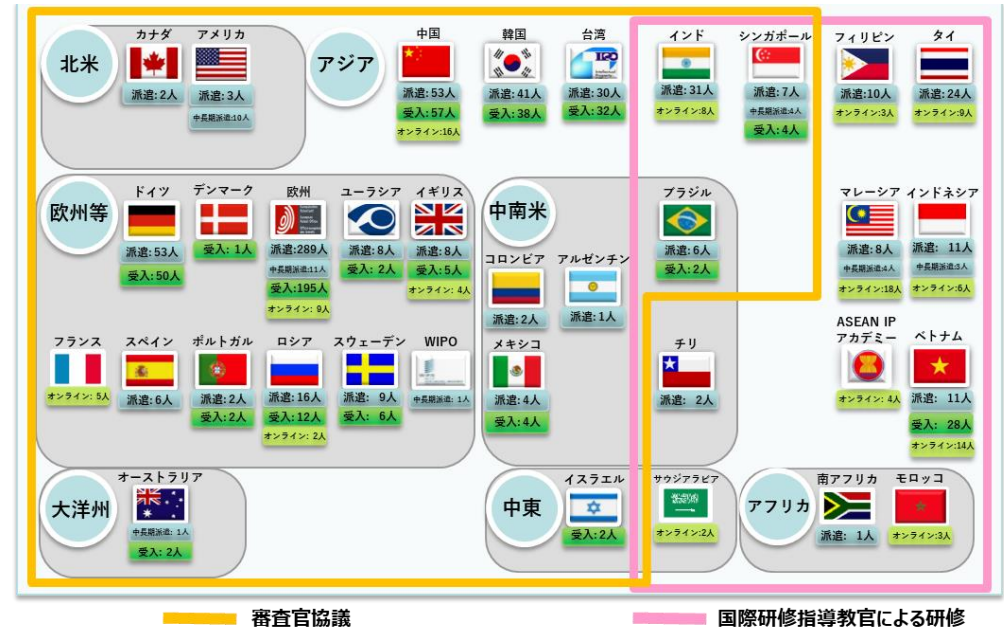 北米
カナダ
派遣:2人
アメリカ
派遣:3人
中長期派遣:10人
アジア
中国
派遣:53人
受入:57人
オンライン:16人
韓国
派遣:41人
受入:38人
台湾
派遣:30人
受入:32人
インド
派遣:31人
オンライン:8人
シンガポール
派遣:7人
中長期派遣:4人
受入:4人
フィリピン
派遣:10人
オンライン:3人
タイ
派遣:24人
オンライン:9人
欧州等
ドイツ
派遣:53人
受入:50人
デンマーク
受入: 1人
欧州
派遣:289人
中長期派遣:11人
受入:195人
オンライン: 9人
ユーラシア
派遣:8人
受入: 2人
イギリス
派遣:8人
受入:5人
オンライン: 4人
中南米
コロンビア
派遣:2人
アルゼンチン
派遣:1人
ブラジル
派遣:6人
受入:2人
マレーシア
派遣:8人
中長期派遣:4人
オンライン:18人
インドネシア
派遣: 11人
オンライン:6人
フランス
オンライン: 5人
スペイン
派遣:6人
ポルトガル
派遣:2人
受入:2人
ロシア
派遣:16人
受入:12人
オンライン: 2人
スウェーデン
派遣: 9人
受入: 6人
WIPO
中長期派遣: 1人
メキシコ
派遣:4人
受入:4人
チリ
派遣: 2人
ASEAN IP
アカデミー
オンライン: 4人
ベトナム
派遣: 11人
受入: 28人
オンライン:14人
大洋州
オーストラリア
中長期派遣: 1人
受入: 2人
中東
イスラエル
受入:2人
サウジアラビア
オンライン:2人
アフリカ
南アフリカ
派遣: 1人
モロッコ
オンライン:3人
審査官協議
国際研修指導教官による研修